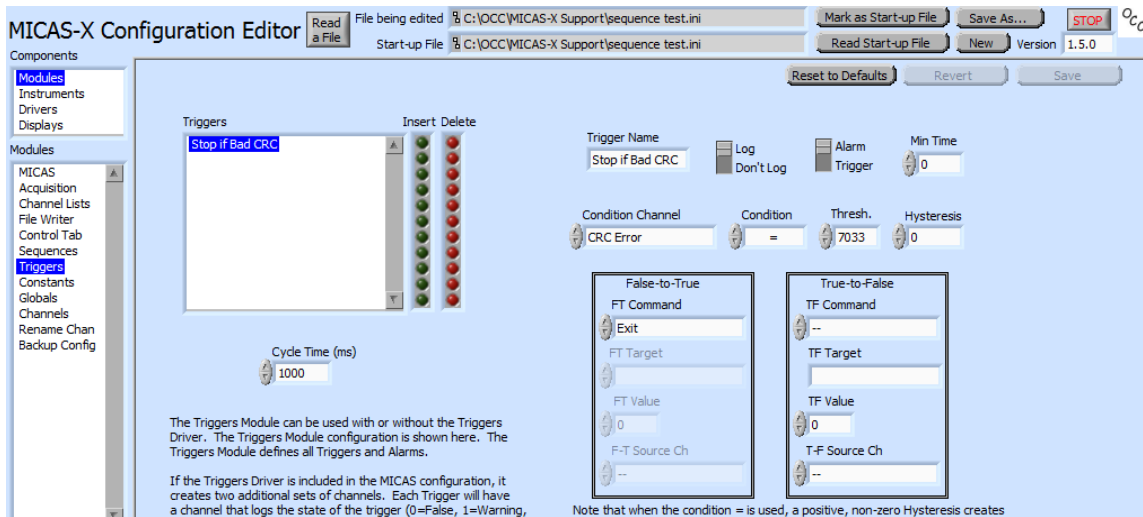 MICAS-X Configuration Editor
Read
a File
File being edited
C:\OCC\MICAS-X Support\sequence test.ini
Mark as Start-up File
Save As...
STOP
Start-up File
C:\OCC\MICAS-X Support\sequence test.ini
Read Start-up File
New
Version
1.5.0
Components
Modules
Instruments
Drivers
Displays
Modules
MICAS
Acquisition
Channel Lists
File Writer
Control Tab
Sequences
Triggers
Constants
Globals
Channels
Rename Chan
Backup Config
Reset to Defaults
Revert
Save
Triggers
Insert
Delete
Stop if Bad CRC
Cycle Time (ms)
1000
Trigger Name
Stop if Bad CRC
Log
Don't Log
Alarm
Trigger
Min Time
0
Condition Channel
CRC Error
Condition
=
Thresh.
7033
Hysteresis
0
False-to-True
FT Command
Exit
FT Target
FT Value
0
F-T Source Ch
--
True-to-False
TF Command
--
TF Target
TF Value
0
T-F Source Ch
--
The Triggers Module can be used with or without the Triggers
Driver. The Triggers Module configuration is shown here. The
Triggers Module defines all Triggers and Alarms.
If the Triggers Driver is included in the MICAS configuration, it
creates two additional sets of channels. Each Trigger will have
a channel that logs the state of the trigger (0=False, 1=Warning,
Note that when the condition = is used, a positive, non-zero Hysteresis creates